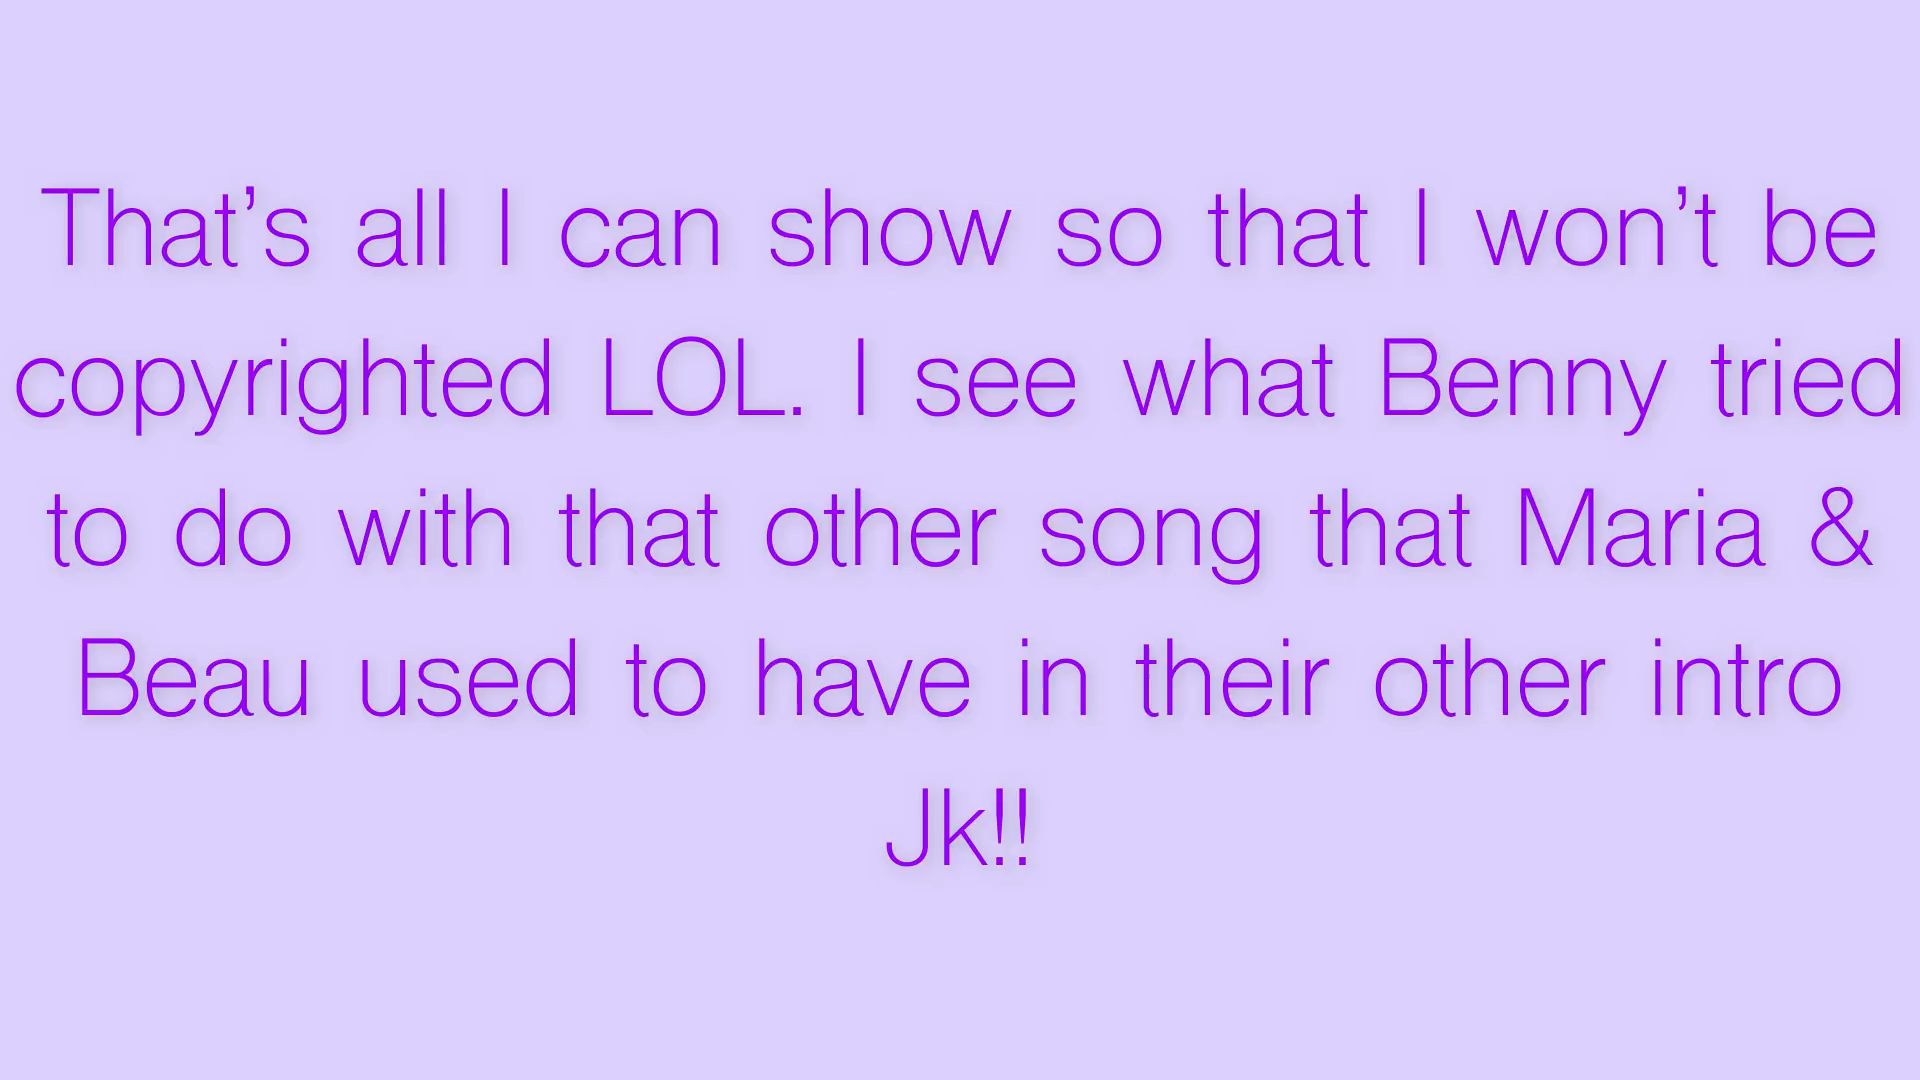 That’s all I can show so that I won’t be
copyrighted LOL. I see what Benny tried
to do with that other song that Maria &
Beau used to have in their other intro
Jk!!